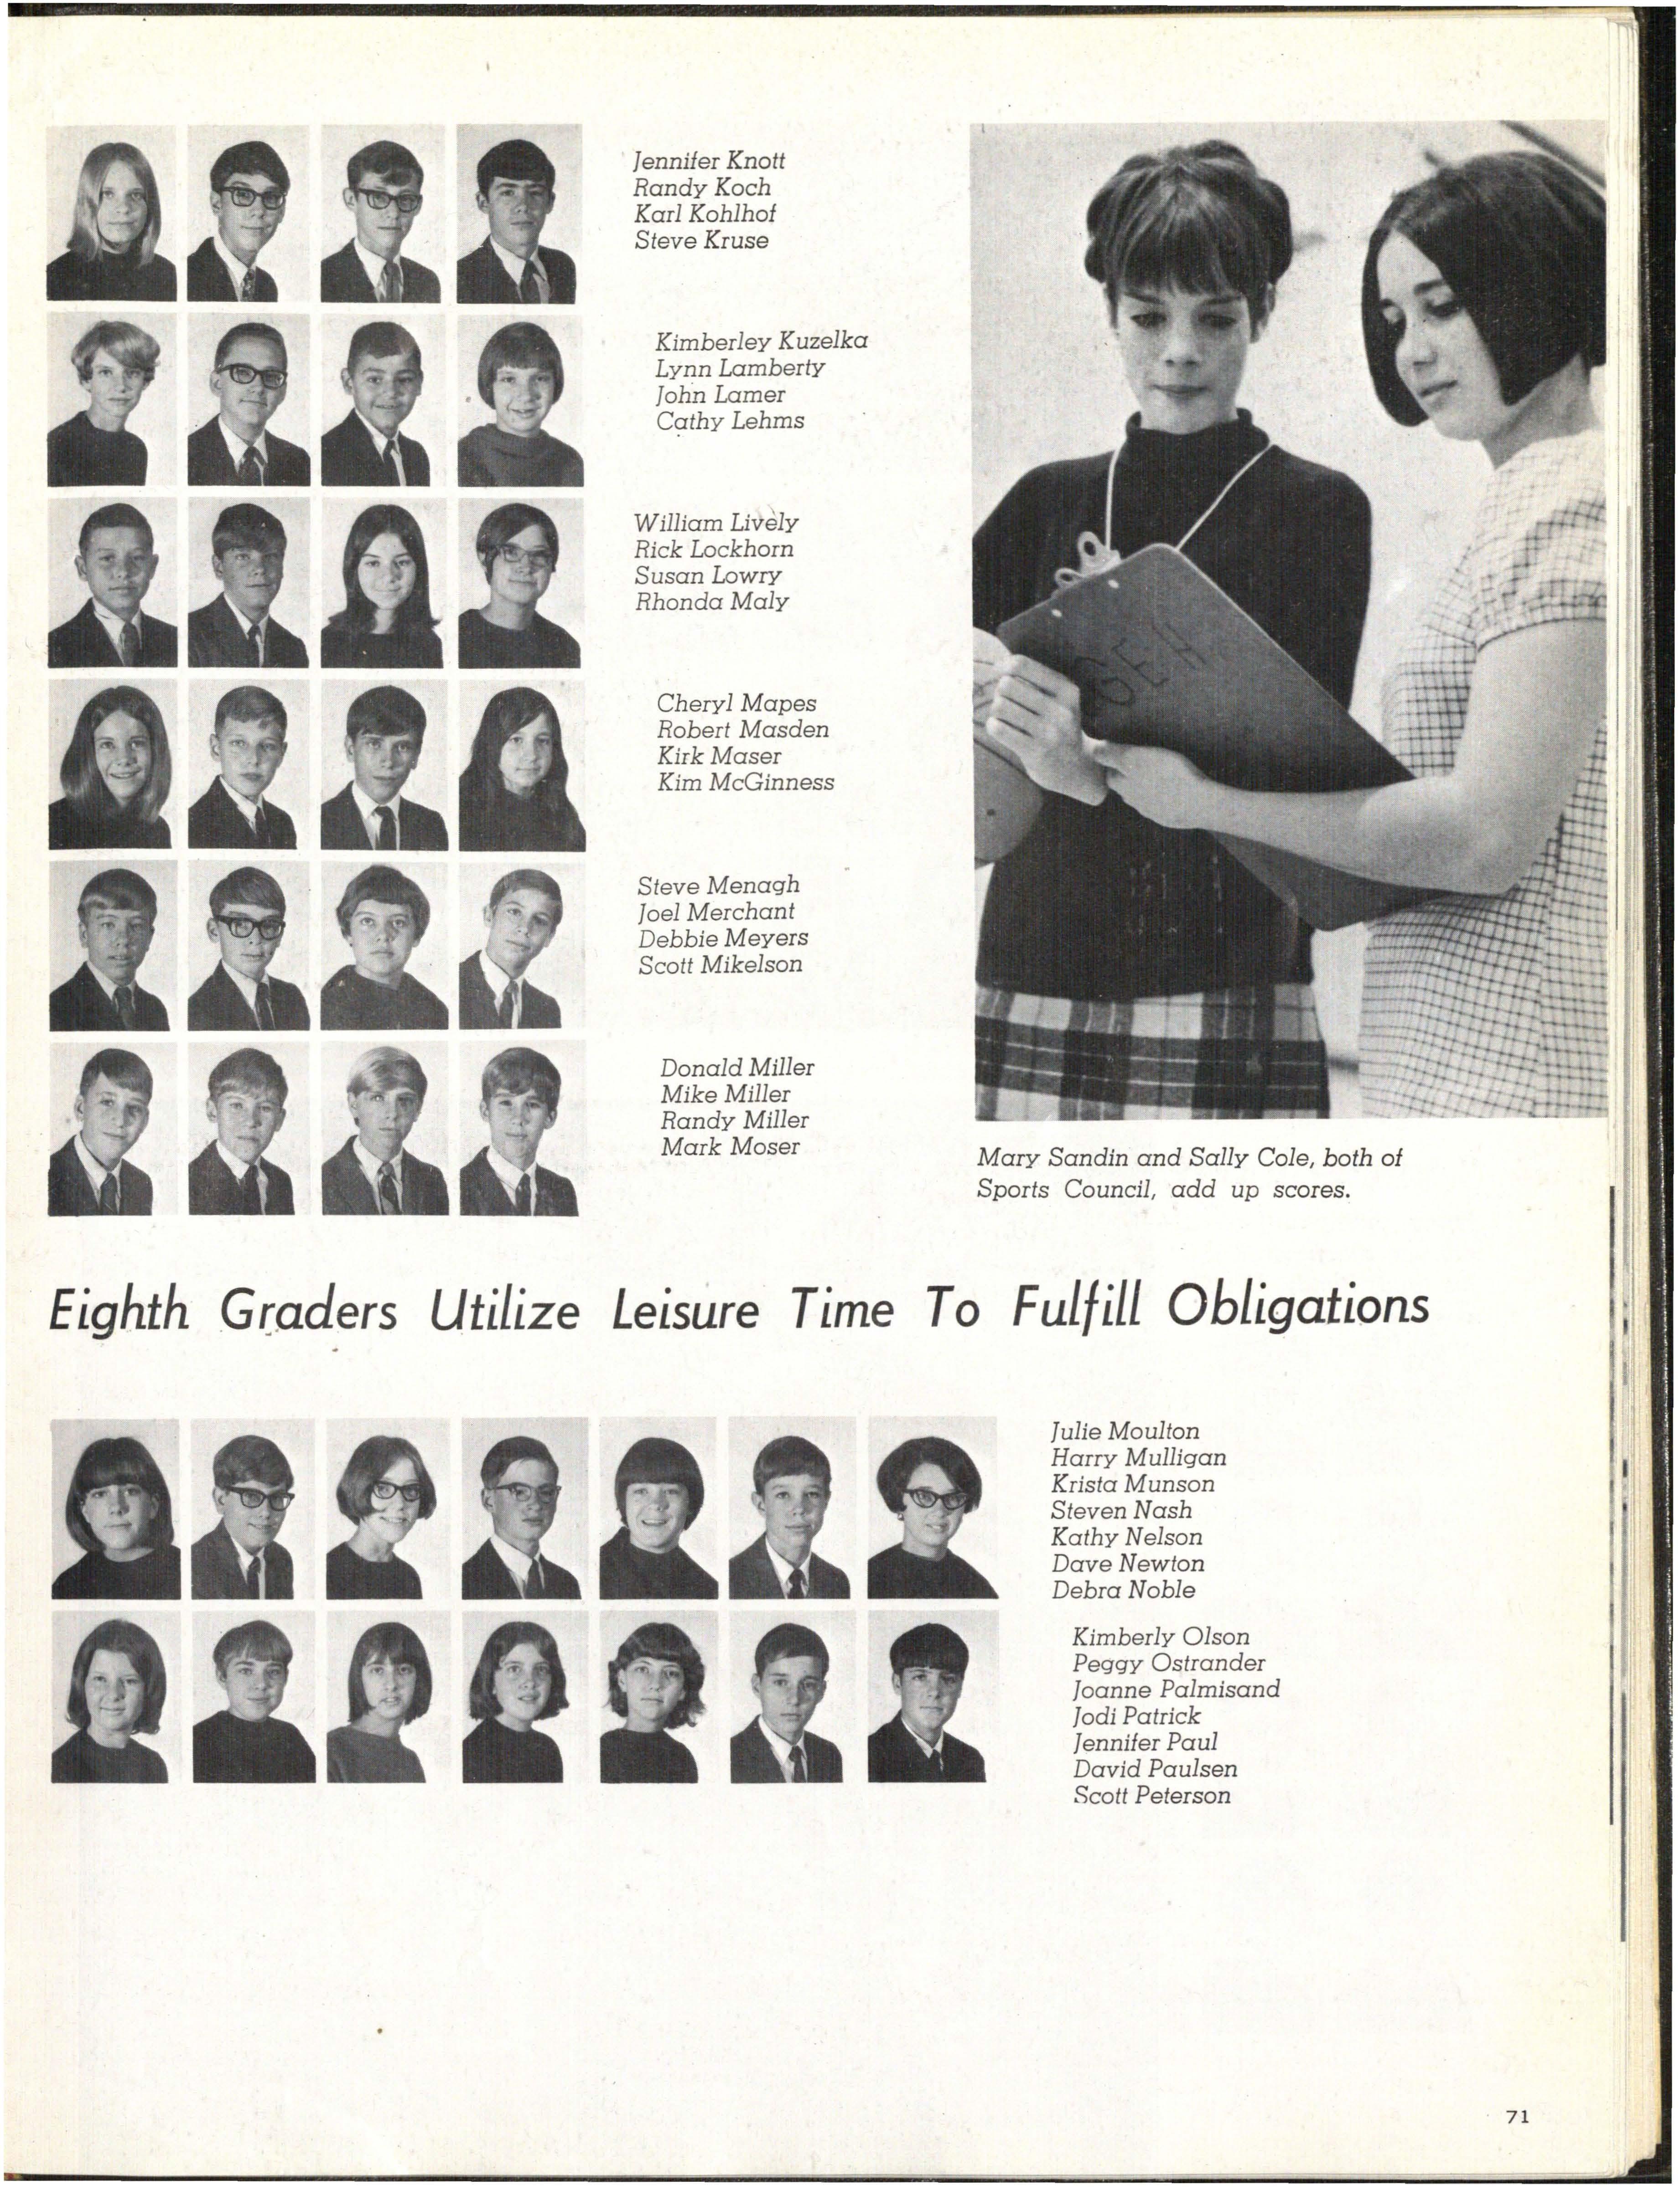 Jennifer Knott
Randy Koch
Karl Kohlhof
Steve Kruse
Kimberley Kuzelka
Lynn Lamberty
John Lamer
Cathy Lehms
William Lively
Rick Lockhorn
Susan Lowry
Rhonda Maly
Cheryl Mapes
Robert Masden
Kirk Maser
Kim McGinness
Steve Menagh
Joel Merchant
Debbie Meyers
Scott Mikelson
Donald Miller
Mike Miller
Randy Miller
Mark Moser
GEH
Mary Sandin and Sally Cole, both of
Sports Council, add up scores.
Eighth Graders Utilize Leisure Time To Fulfill Obligations
Julie Moulton
Harry Mulligan
Krista Munson
Steven Nash
Kathy Nelson
Dave Newton
Debra Noble
Kimberly Olson
Peggy Ostrander
Joanne Palmisand
Jodi Patrick
Jennifer Paul
David Paulsen
Scott Peterson
71